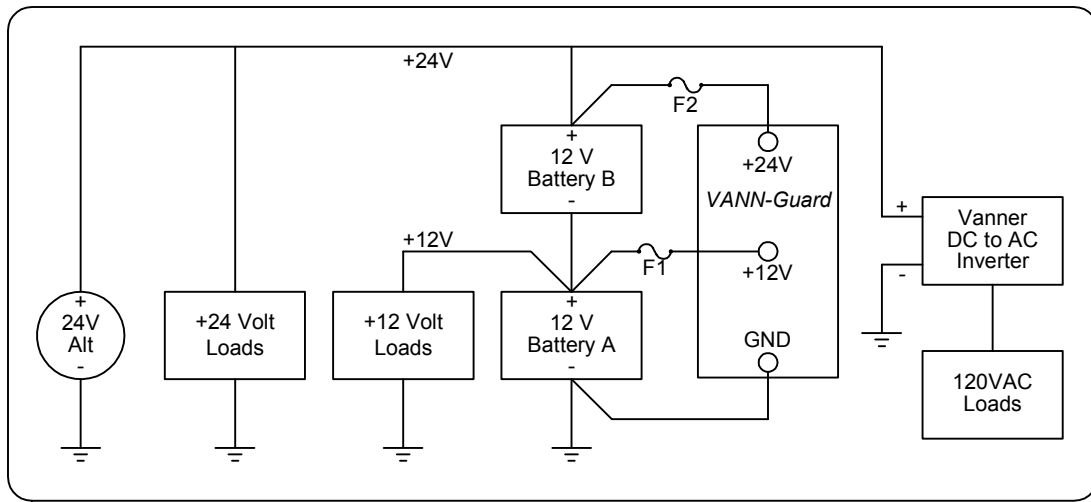 +24V
F2
+
12 V
Battery B
-
+24V
VANN-Guard
+12V
F1
+12V
+
24V
Alt
-
+24 Volt
Loads
+12 Volt
Loads
+
12 V
Battery A
-
GND
+
-
Vanner
DC to AC
Inverter
120VAC
Loads